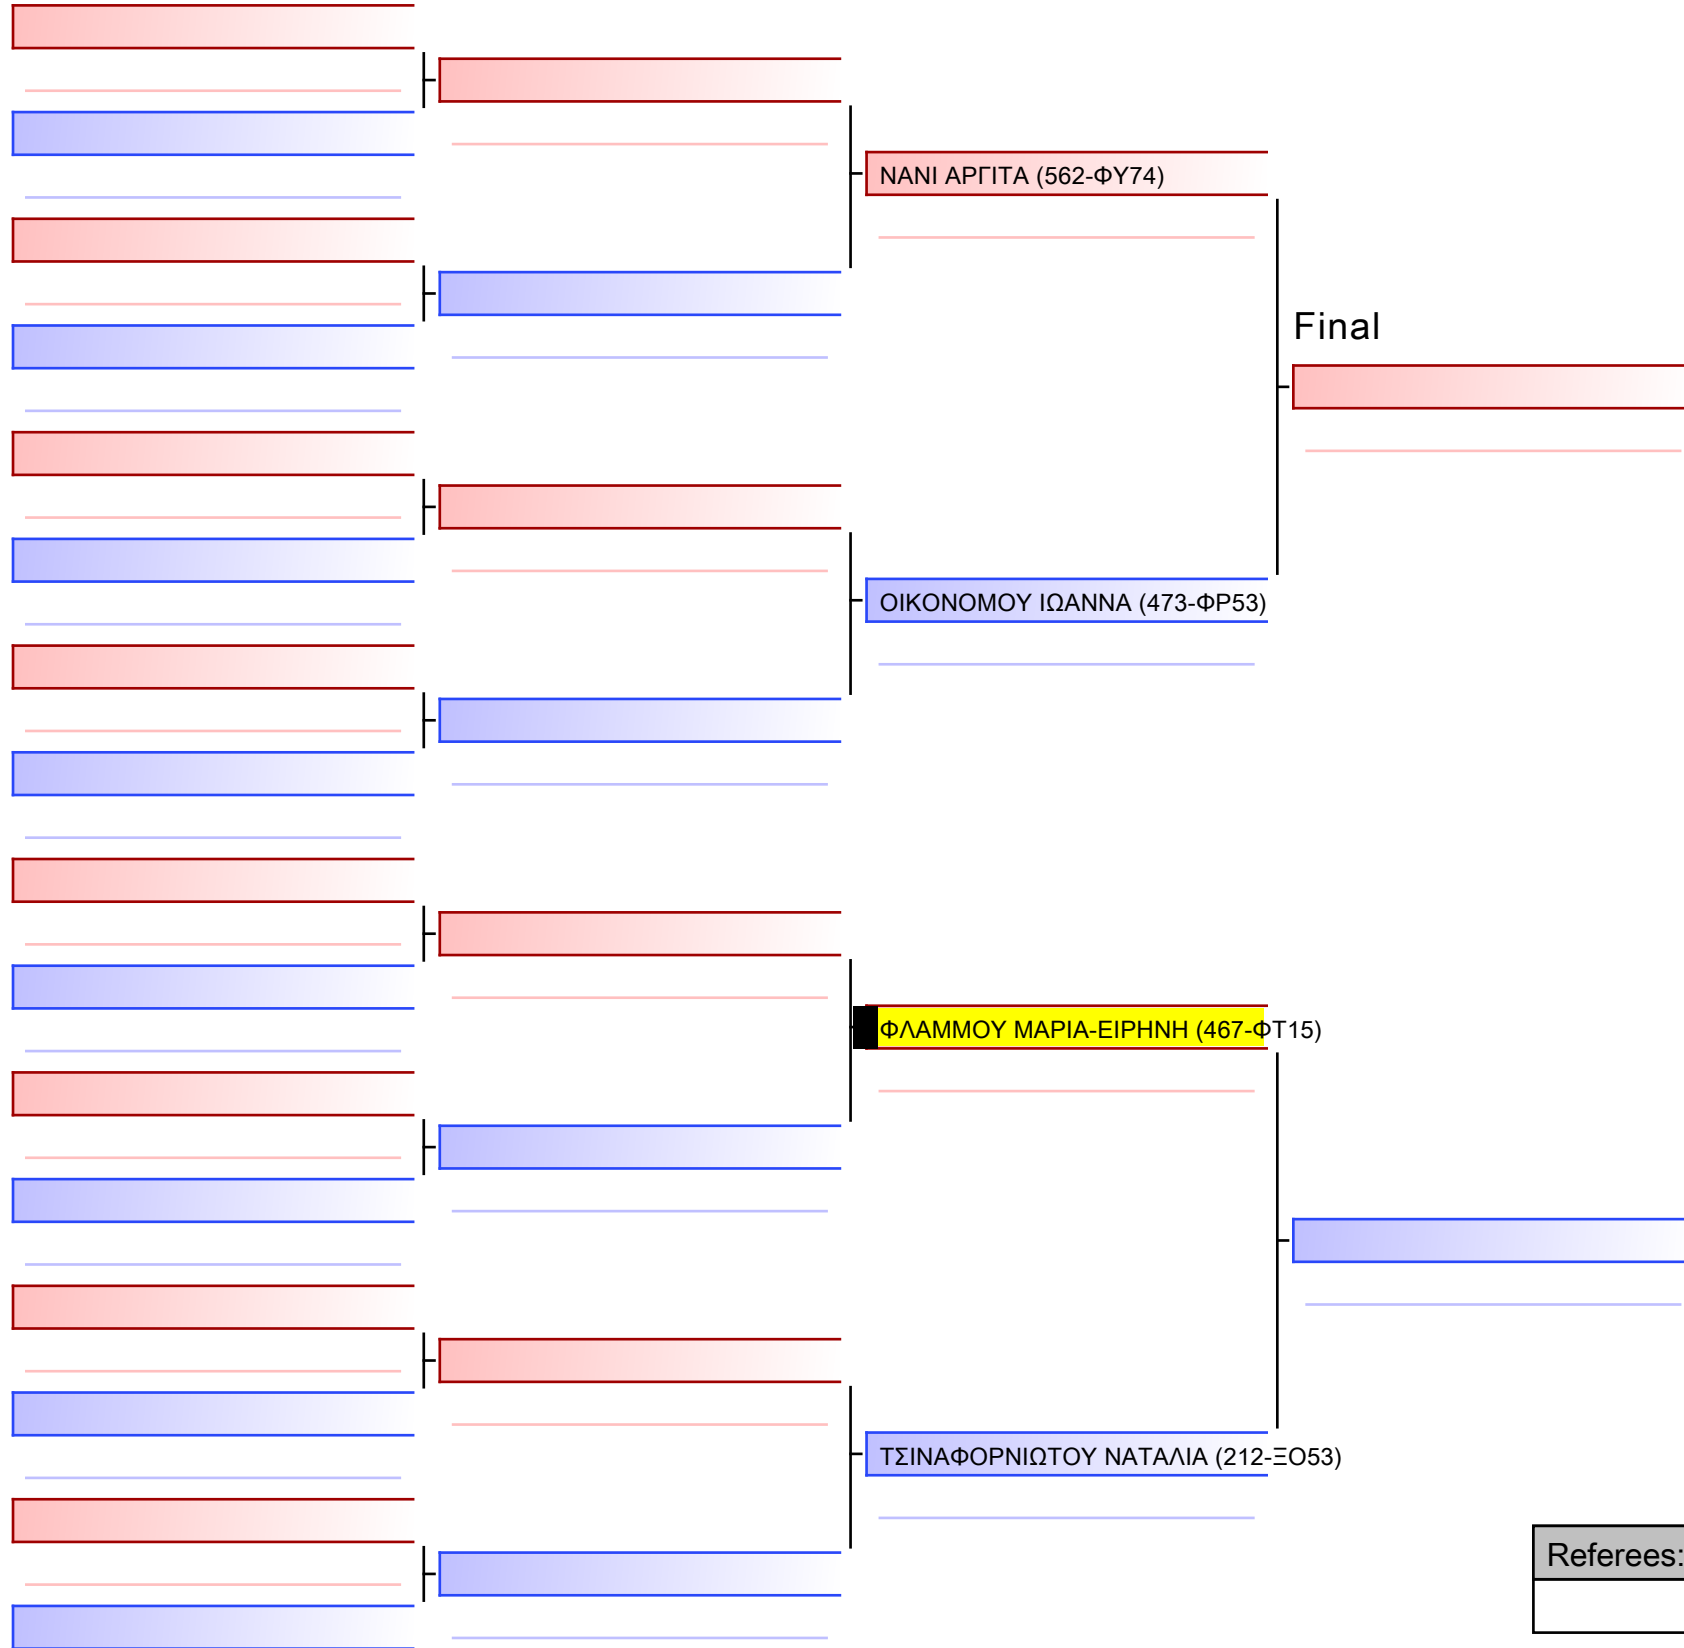 ΝΑΝΙ ΑΡΓΙΤΑ (562-ΦΥ74)
Final
ΟΙΚΟΝΟΜΟΥ ΙΩΑΝΝΑ (473-ΦΡ53)
ΦΛΑΜΜΟΥ ΜΑΡΙΑ-ΕΙΡΗΝΗ (467-ΦΤ15)
ΤΣΙΝΑΦΟΡΝΙΩΤΟΥ ΝΑΤΑΛΙΑ (212-ΞΟ53)
Referees: